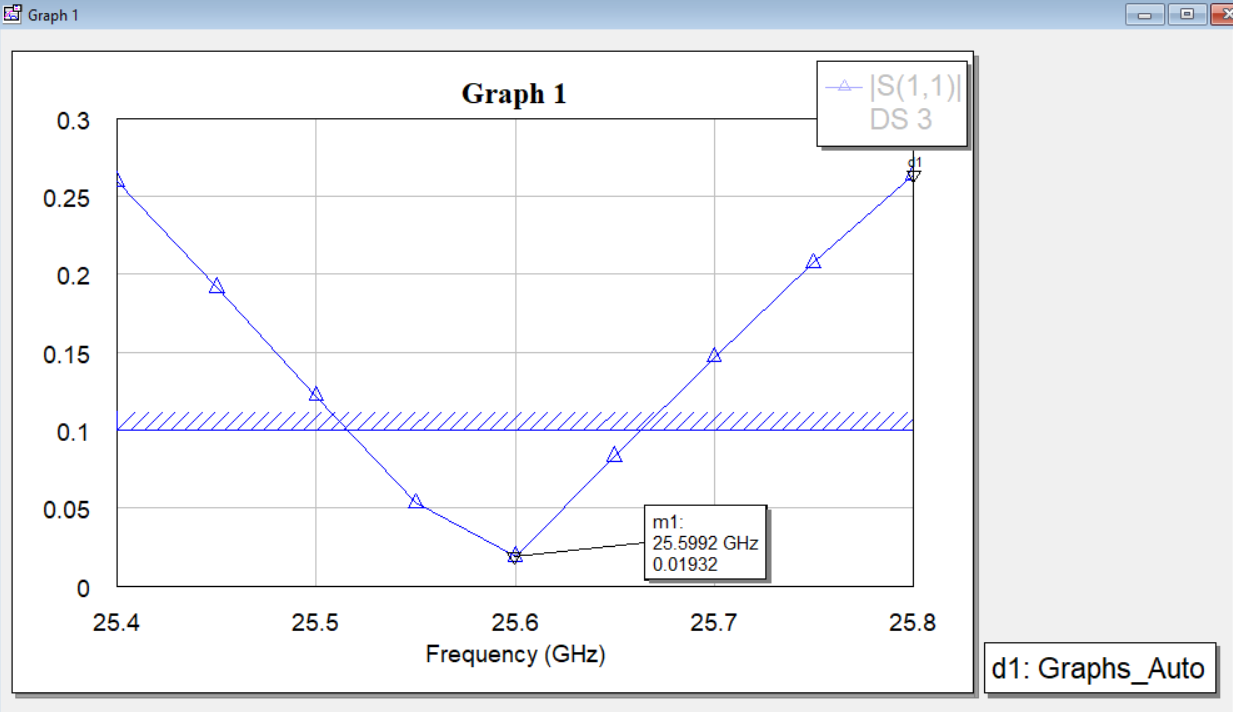 Graph 1
Graph 1
|S(1,1)|
DS 3
d1
0.3
0.25
0.2
0.15
0.1
0.05
0
m1:
25.5992 GHz
0.01932
25.4
25.5
25.6
25.7
25.8
Frequency (GHz)
d1: Graphs_Auto